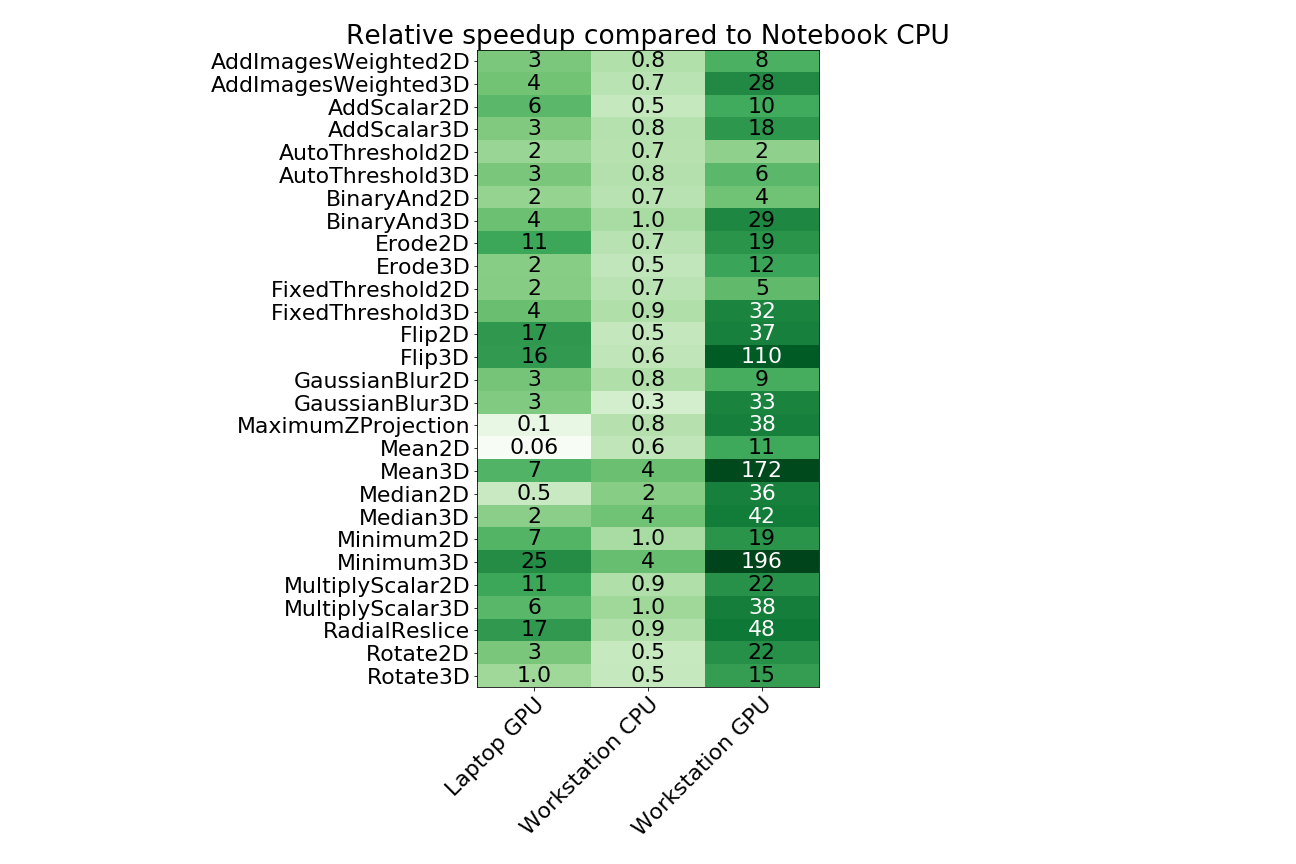 Relative speedup compared to Notebook CPU
AddImagesWeighted2D 3 0.8 8
AddImagesWeighted3D 4 0.7 28
AddScalar2D 6 0.5 10
AddScalar3D 3 0.8 18
AutoThreshold2D 2 0.7 2
AutoThreshold3D 3 0.8 6
BinaryAnd2D 2 0.7 4
BinaryAnd3D 4 1.0 29
Erode2D 11 0.7 19
Erode3D 2 0.5 12
FixedThreshold2D 2 0.7 5
FixedThreshold3D 4 0.9 32
Flip2D 17 0.5 37
Flip3D 16 0.6 110
GaussianBlur2D 3 0.8 9
GaussianBlur3D 3 0.3 33
MaximumZProjection 0.1 0.8 38
Mean2D 0.06 0.6 11
Mean3D 7 4 172
Median2D 0.5 2 36
Median3D 2 4 42
Minimum2D 7 1.0 19
Minimum3D 25 4 196
MultiplyScalar2D 11 0.9 22
MultiplyScalar3D 6 1.0 38
RadialReslice 17 0.9 48
Rotate2D 3 0.5 22
Rotate3D 1.0 0.5 15
Laptop GPU
Workstation CPU
Workstation GPU